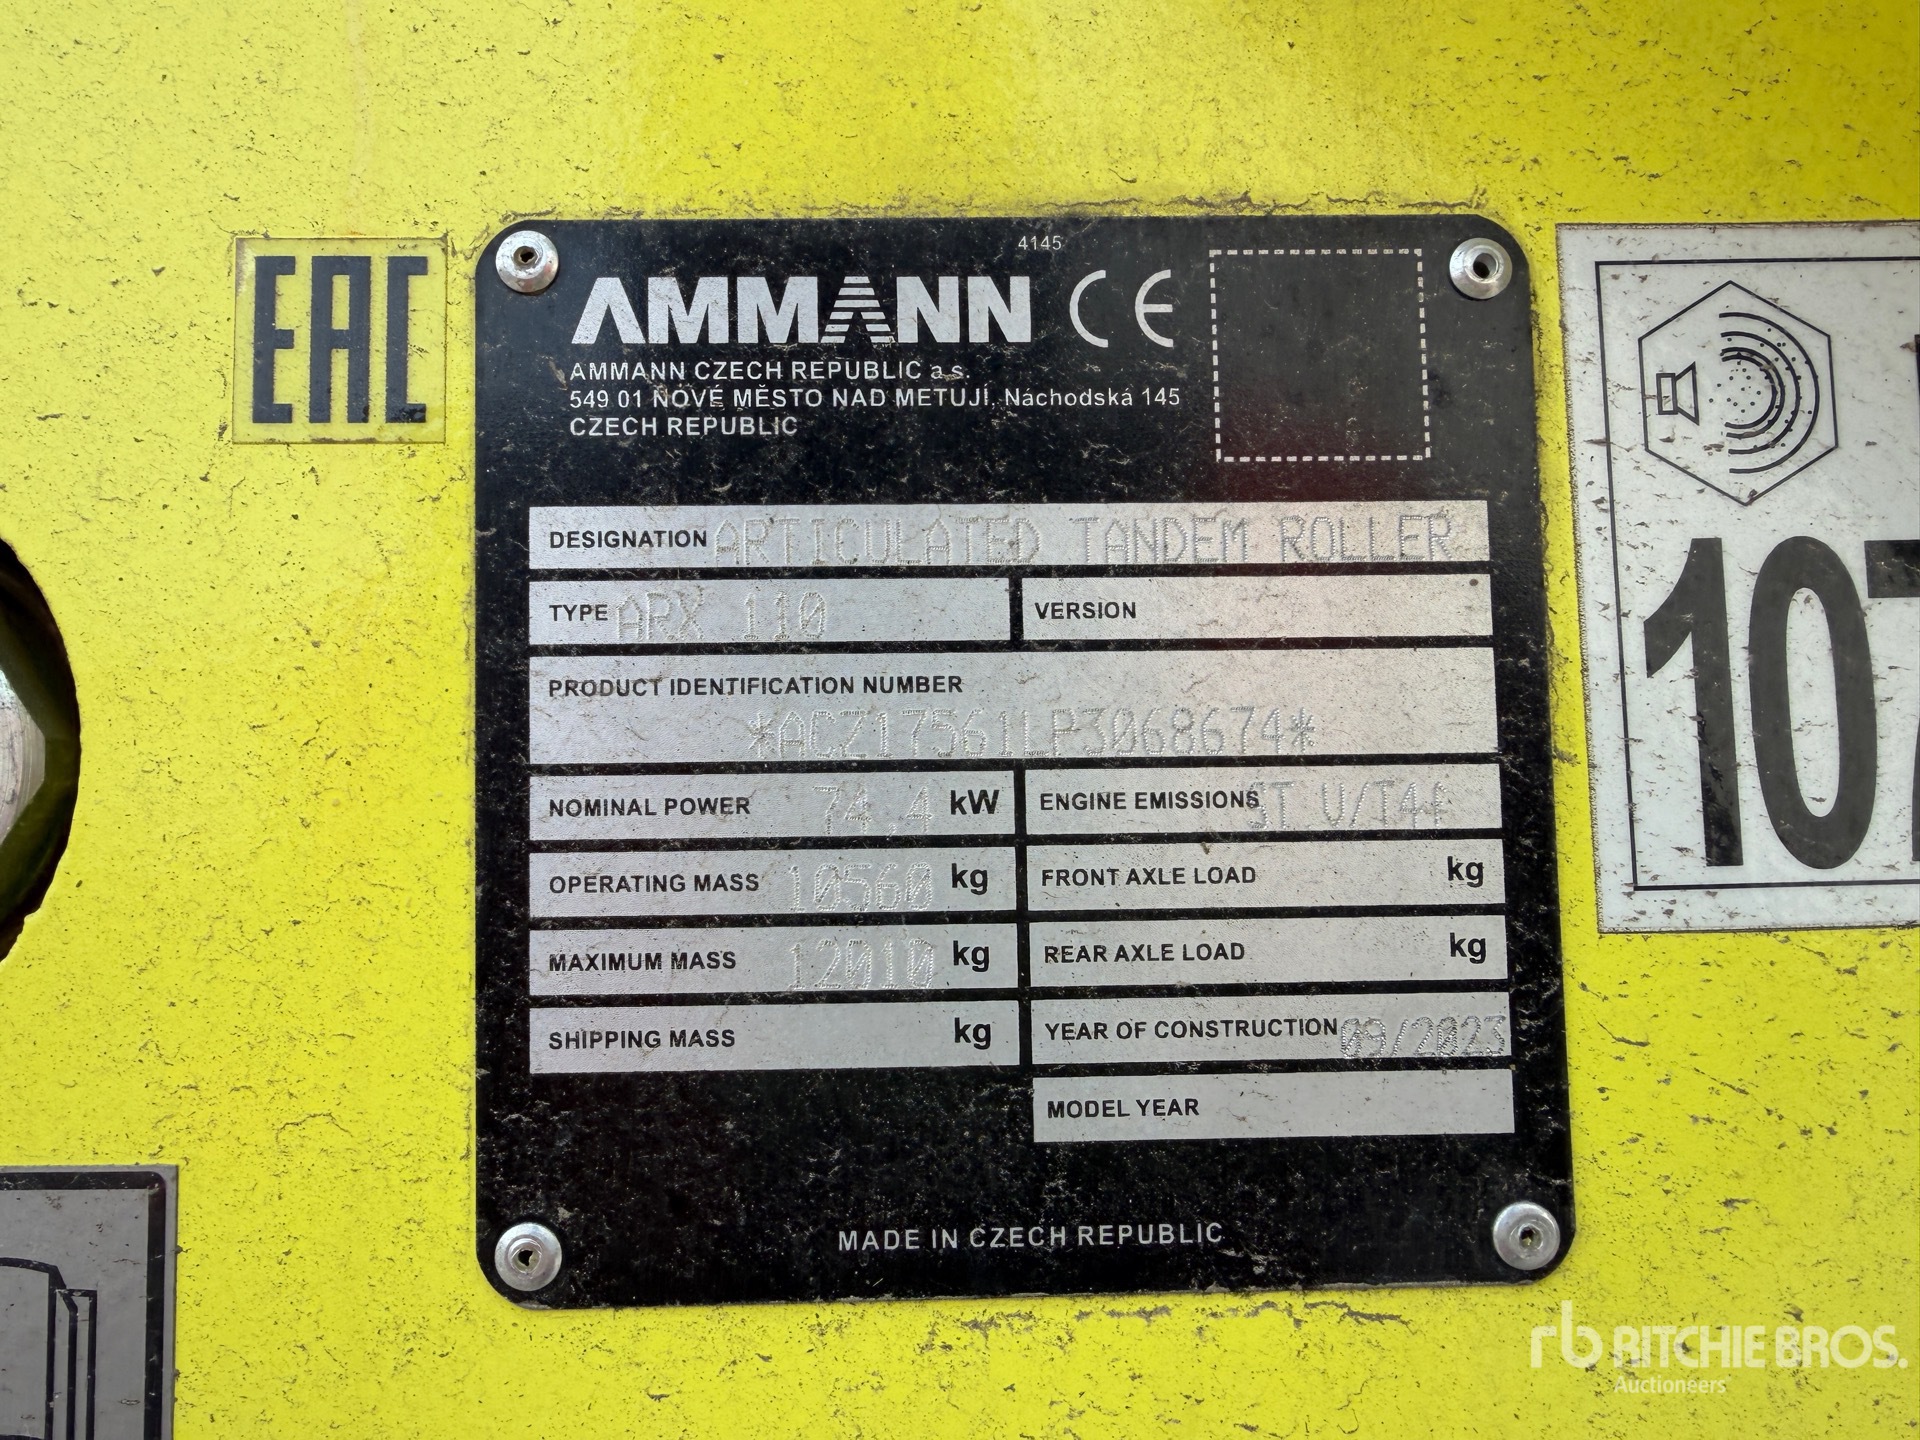 4145
AMMANN CE
AMMANN CZECH REPUBLIC a.s.
549 01 NOVÉ MĚSTO NAD METUJÍ, Náchodská 145
CZECH REPUBLIC
EAC
DESIGNATION ARTICULATED TANDEM ROLLER
TYPE ARX 110
VERSION
PRODUCT IDENTIFICATION NUMBER
*ACZ17561LP3068674*
NOMINAL POWER 74.4 kW
ENGINE EMISSIONS ST V/T4f
OPERATING MASS 10560 kg
FRONT AXLE LOAD kg
MAXIMUM MASS 12010 kg
REAR AXLE LOAD kg
SHIPPING MASS kg
YEAR OF CONSTRUCTION 09/2023
MODEL YEAR
MADE IN CZECH REPUBLIC
107
rb RITCHIE BROS.
Auctioneers